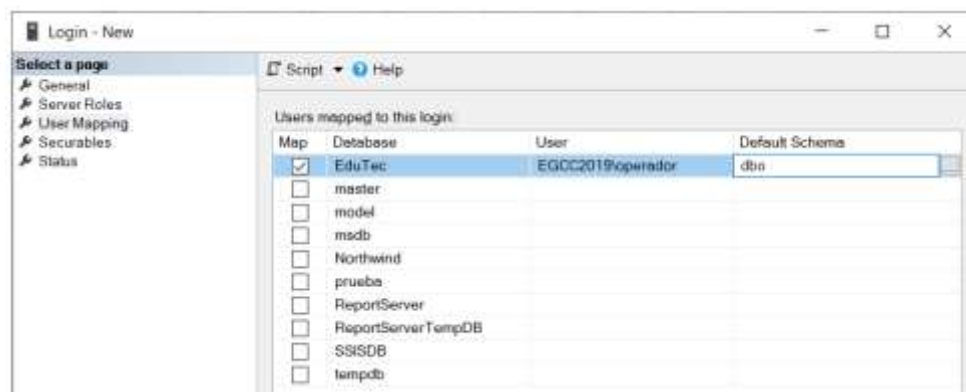 Login - New
Select a page
General
Server Roles
User Mapping
Securables
Status
Script Help
Users mapped to this login:
Map Database User Default Schema
EduTec EGCC2019\operador dbo
master
model
msdb
Northwind
prueba
ReportServer
ReportServerTempDB
SSISDB
tempdb